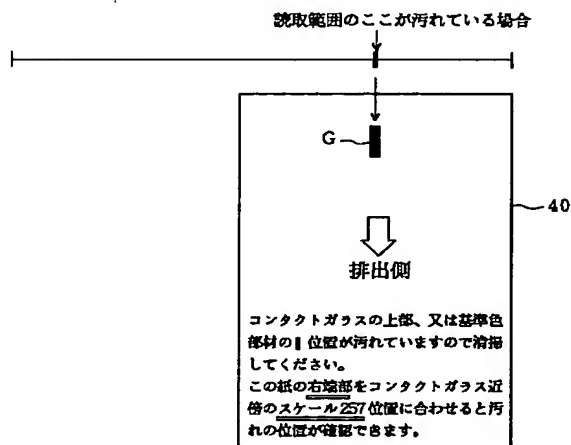 読取範囲のここが汚れている場合
G
40
排出側
コンタクトガラスの上部、又は基準色
部材の▮位置が汚れていますので清掃
してください。
この紙の右端部をコンタクトガラス近
傍のスケール257位置に合わせると汚
れの位置が確認できます。